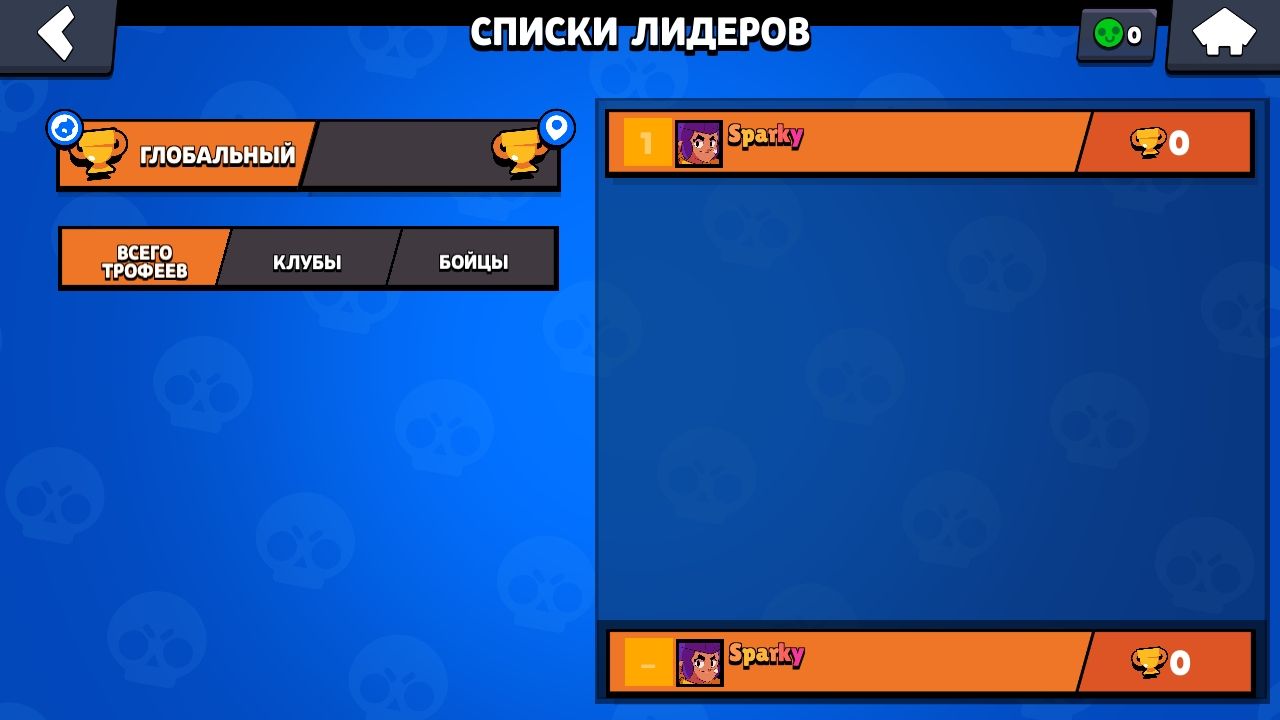 СПИСКИ ЛИДЕРОВ
0
ГЛОБАЛЬНЫЙ
ВСЕГО
ТРОФЕЕВ
КЛУБЫ
БОЙЦЫ
1
Sparky
0
–
Sparky
0